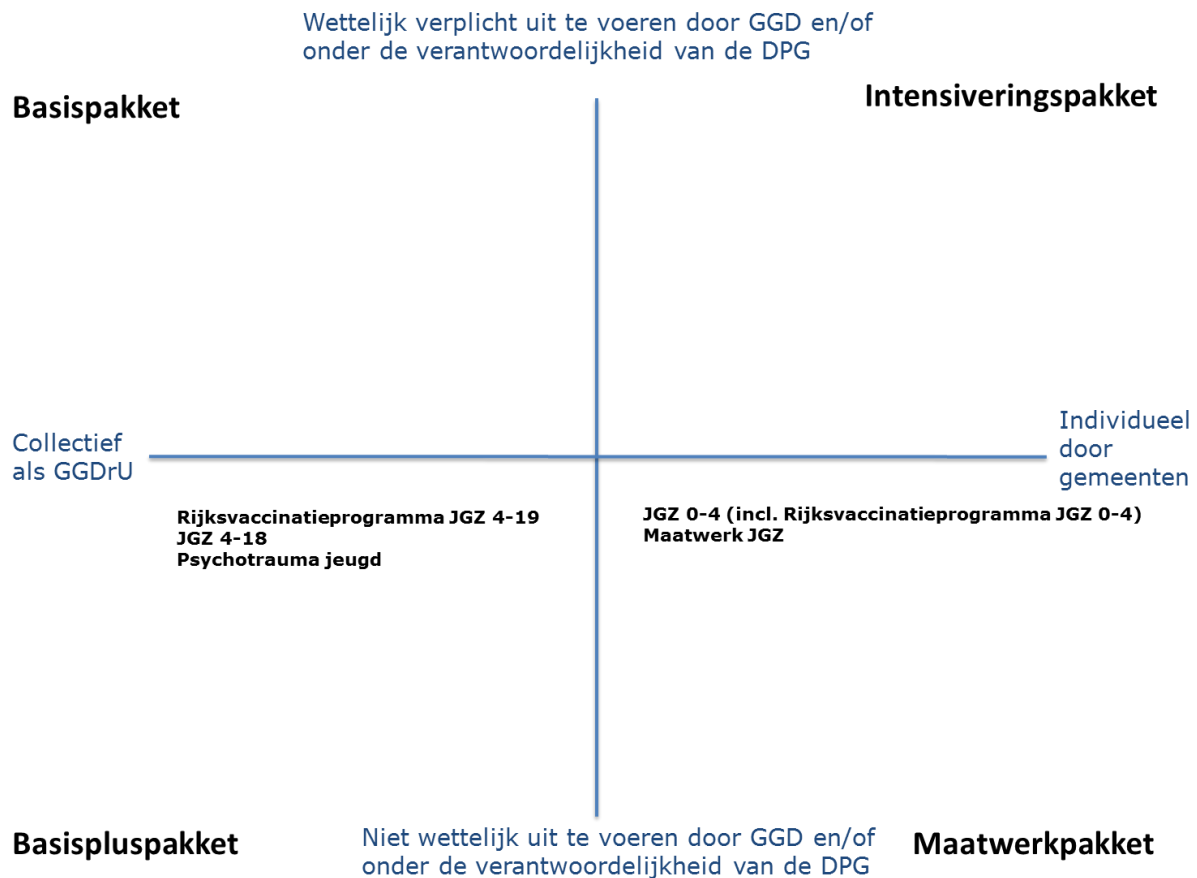 Wettelijk verplicht uit te voeren door GGD en/of
onder de verantwoordelijkheid van de DPG
Basispakket
Intensiveringspakket
Collectief
als GGDrU
Individueel
door
gemeenten
Rijksvaccinatieprogramma JGZ 4-19
JGZ 4-18
Psychotrauma jeugd
JGZ 0-4 (incl. Rijksvaccinatieprogramma JGZ 0-4)
Maatwerk JGZ
Basispluspakket
Niet wettelijk uit te voeren door GGD en/of
onder de verantwoordelijkheid van de DPG
Maatwerkpakket